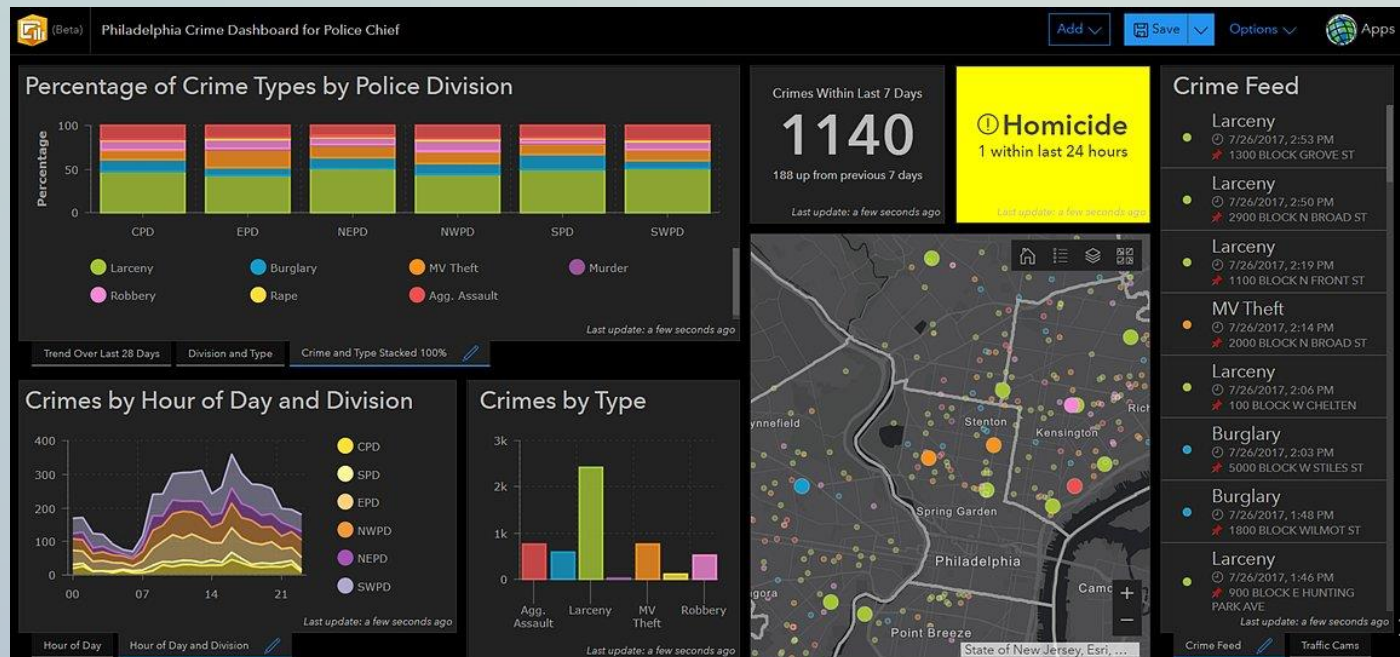 (Beta)
Philadelphia Crime Dashboard for Police Chief
Add
Save
Options
Apps
Percentage of Crime Types by Police Division
Percentage
100
50
0
CPD EPD NEPD NWPD SPD SWPD
Larceny Burglary MV Theft Murder
Robbery Rape Agg. Assault
Last update: a few seconds ago
Trend Over Last 28 Days
Division and Type
Crime and Type Stacked 100%
Crimes Within Last 7 Days
1140
188 up from previous 7 days
Last update: a few seconds ago
Homicide
1 within last 24 hours
Last update: a few seconds ago
Crimes by Hour of Day and Division
400
300
200
100
0
00 07 14 21
CPD
SPD
EPD
NWPD
NEPD
SWPD
Last update: a few seconds ago
Hour of Day
Hour of Day and Division
Crimes by Type
3k
2k
1k
0
Agg.
Assault
Larceny
MV
Theft
Robbery
Last update: a few seconds ago
ynnefield
Stenton
Kensington
Rich
Spring Garden
Philadelphia
Camd
gora
Point Breeze
+
−
State of New Jersey, Esri, ...
Crime Feed
Larceny
7/26/2017, 2:53 PM
1300 BLOCK GROVE ST
Larceny
7/26/2017, 2:50 PM
2900 BLOCK N BROAD ST
Larceny
7/26/2017, 2:19 PM
1100 BLOCK N FRONT ST
MV Theft
7/26/2017, 2:14 PM
2000 BLOCK N BROAD ST
Larceny
7/26/2017, 2:06 PM
100 BLOCK W CHELTEN
Burglary
7/26/2017, 2:03 PM
5000 BLOCK W STILES ST
Burglary
7/26/2017, 1:48 PM
1800 BLOCK WILMOT ST
Larceny
7/26/2017, 1:46 PM
900 BLOCK E HUNTING
PARK AVE
Last update: a few seconds ago
Crime Feed
Traffic Cams